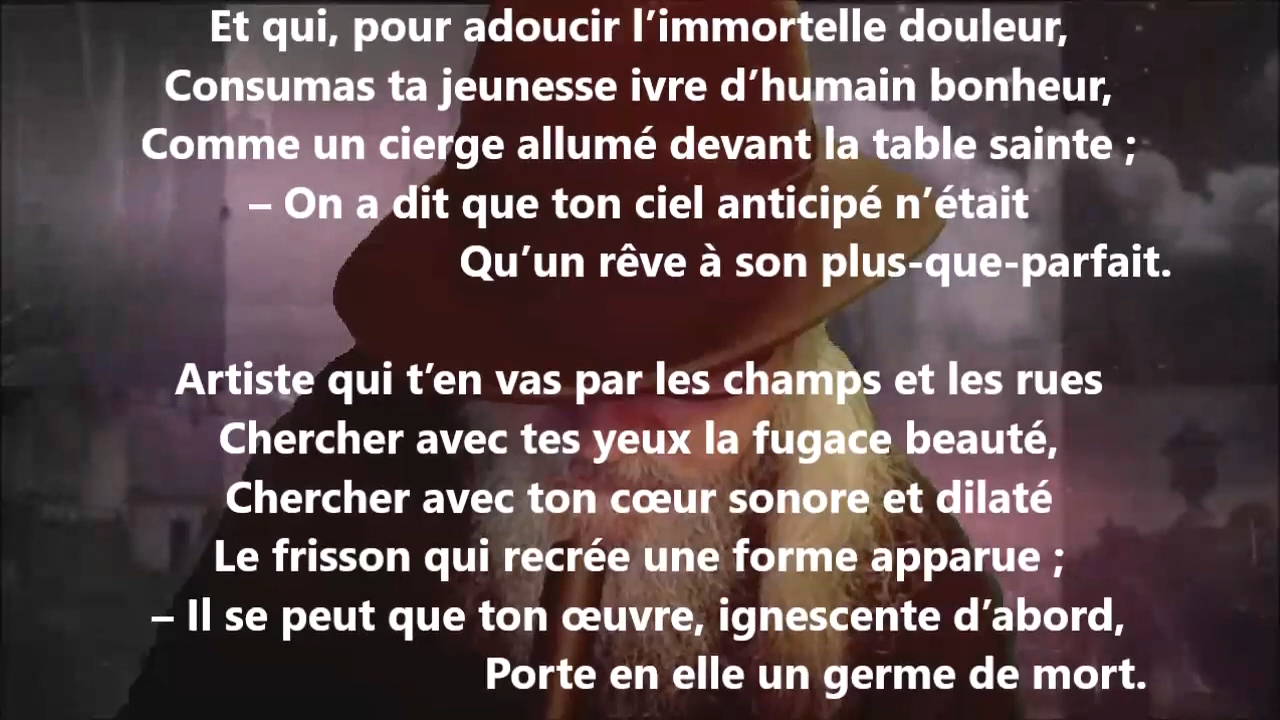 Et qui, pour adoucir l’immortelle douleur,
Consumas ta jeunesse ivre d’humain bonheur,
Comme un cierge allumé devant la table sainte ;
– On a dit que ton ciel anticipé n’était
Qu’un rêve à son plus-que-parfait.
Artiste qui t’en vas par les champs et les rues
Chercher avec tes yeux la fugace beauté,
Chercher avec ton cœur sonore et dilaté
Le frisson qui recrée une forme apparue ;
– Il se peut que ton œuvre, ignescente d’abord,
Porte en elle un germe de mort.